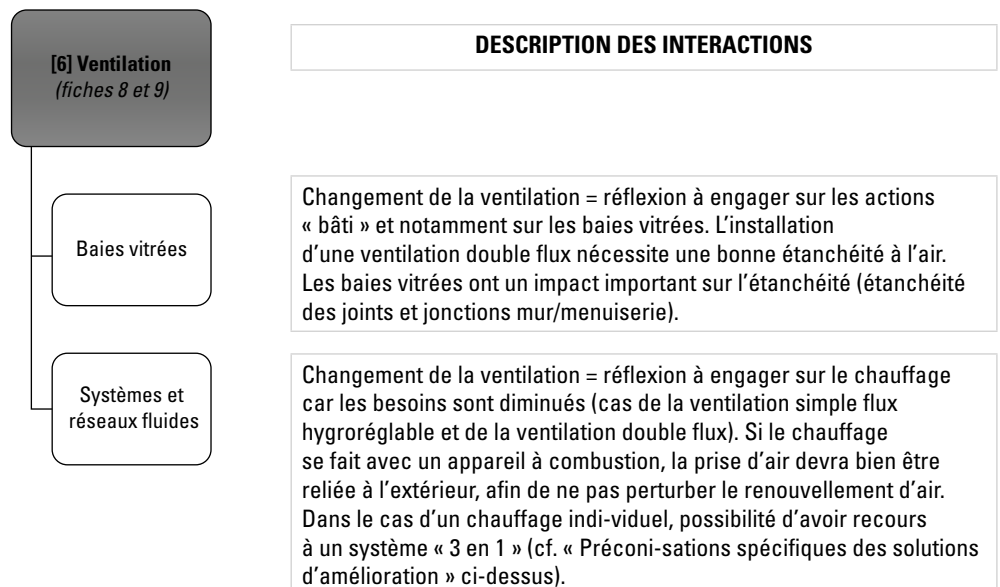 [6] Ventilation
(fiches 8 et 9)
DESCRIPTION DES INTERACTIONS
Baies vitrées
Changement de la ventilation = réflexion à engager sur les actions
« bâti » et notamment sur les baies vitrées. L’installation
d’une ventilation double flux nécessite une bonne étanchéité à l’air.
Les baies vitrées ont un impact important sur l’étanchéité (étanchéité
des joints et jonctions mur/menuiserie).
Systèmes et
réseaux fluides
Changement de la ventilation = réflexion à engager sur le chauffage
car les besoins sont diminués (cas de la ventilation simple flux
hygroréglable et de la ventilation double flux). Si le chauffage
se fait avec un appareil à combustion, la prise d’air devra bien être
reliée à l’extérieur, afin de ne pas perturber le renouvellement d’air.
Dans le cas d’un chauffage indi-viduel, possibilité d’avoir recours
à un système « 3 en 1 » (cf. « Préconi-sations spécifiques des solutions
d’amélioration » ci-dessus).